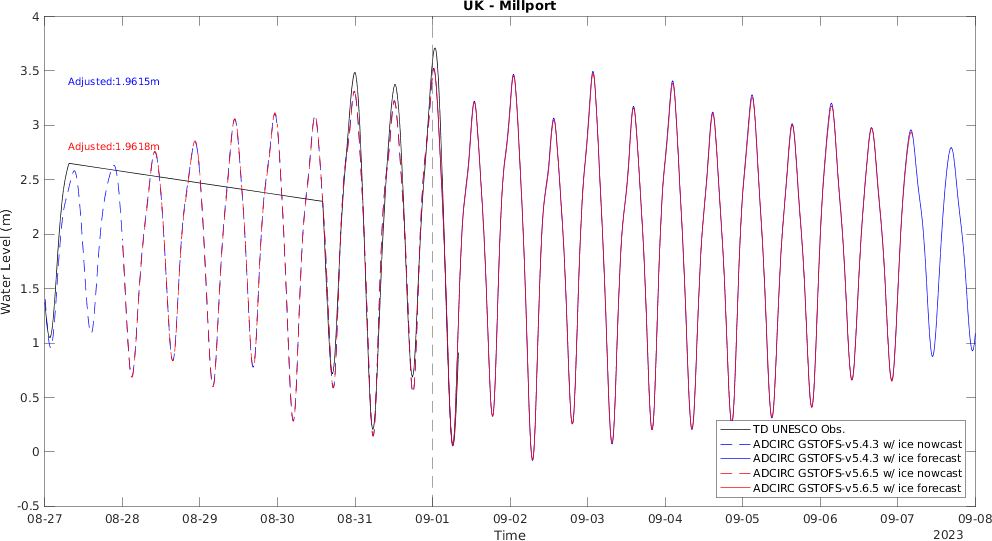 UK - Millport
4
3.5
3
2.5
2
1.5
1
0.5
0
-0.5
Water Level (m)
Adjusted:1.9615m
Adjusted:1.9618m
TD UNESCO Obs.
ADCIRC GSTOFS-v5.4.3 w/ ice nowcast
ADCIRC GSTOFS-v5.4.3 w/ ice forecast
ADCIRC GSTOFS-v5.6.5 w/ ice nowcast
ADCIRC GSTOFS-v5.6.5 w/ ice forecast
08-27 08-28 08-29 08-30 08-31 09-01 09-02 09-03 09-04 09-05 09-06 09-07 09-08
Time
2023